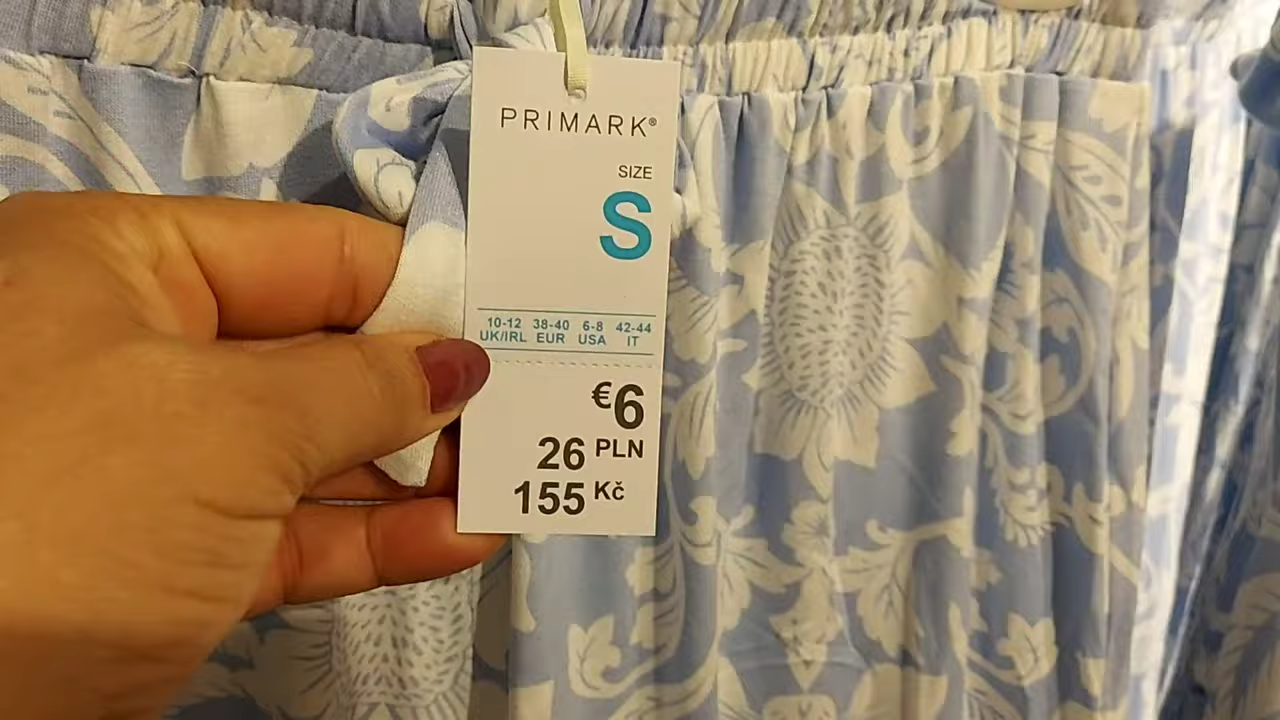 PRIMARK®
SIZE
S
10-12 38-40 6-8 42-44
UK/IRL EUR USA IT
€6
26 PLN
155 Kč